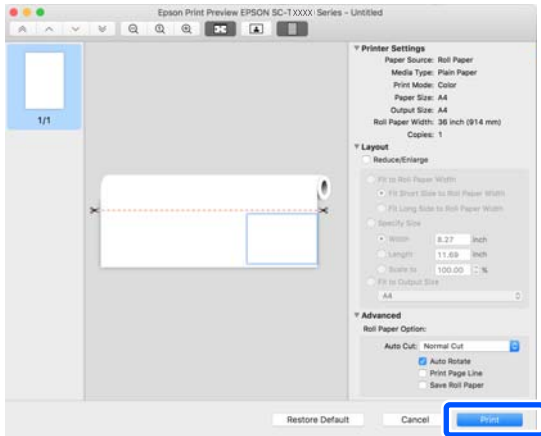 Epson Print Preview EPSON SC-TXXXX Series - Untitled
1/1
Printer Settings
Paper Source: Roll Paper
Media Type: Plain Paper
Print Mode: Color
Paper Size: A4
Output Size: A4
Roll Paper Width: 36 inch (914 mm)
Copies: 1
Layout
Reduce/Enlarge
Fit to Roll Paper Width
Fit Short Side to Roll Paper Width
Fit Long Side to Roll Paper Width
Specify Size
Width 8.27 inch
Length 11.69 inch
Scale to 100.00 %
Fit to Output Size
A4
Advanced
Roll Paper Option:
Auto Cut: Normal Cut
Auto Rotate
Print Page Line
Save Roll Paper
Restore Default Cancel Print